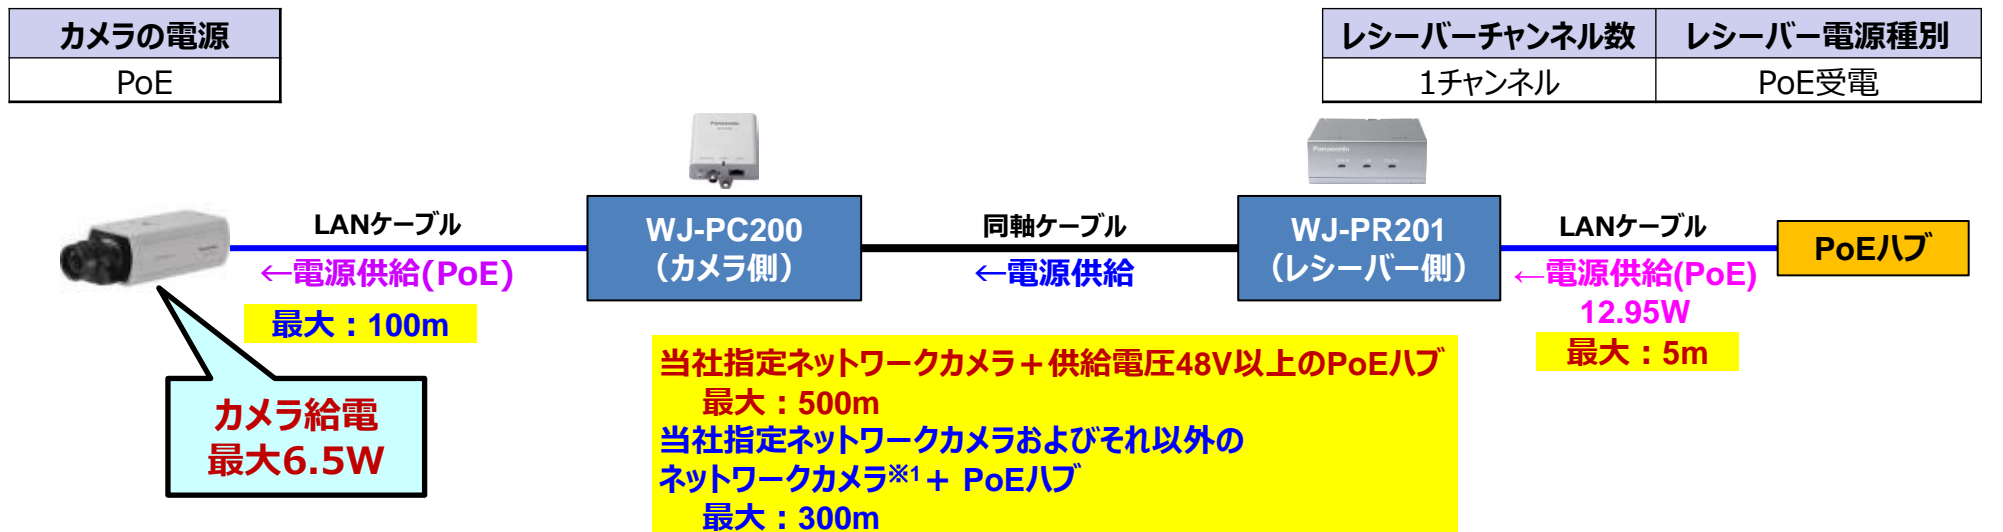 カメラの電源
PoE
レシーバーチャンネル数
レシーバー電源種別
1チャンネル
PoE受電
Panasonic
Panasonic
LANケーブル
←電源供給(PoE)
最大：100m
カメラ給電
最大6.5W
WJ-PC200
（カメラ側）
同軸ケーブル
←電源供給
WJ-PR201
（レシーバー側）
LANケーブル
←電源供給(PoE)
12.95W
最大：5m
PoEハブ
当社指定ネットワークカメラ＋供給電圧48V以上のPoEハブ
最大：500m
当社指定ネットワークカメラおよびそれ以外の
ネットワークカメラ※1＋ PoEハブ
最大：300m